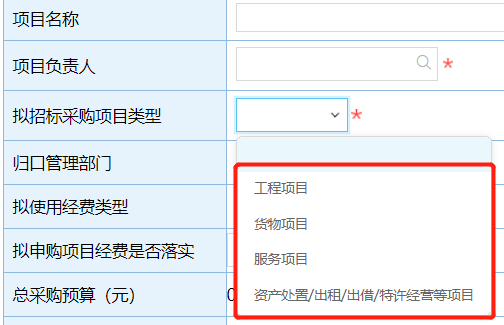 项目名称
项目负责人
*
拟招标采购项目类型
*
归口管理部门
工程项目
拟使用经费类型
货物项目
拟申购项目经费是否落实
服务项目
总采购预算（元）
0
资产处置/出租/出借/特许经营等项目